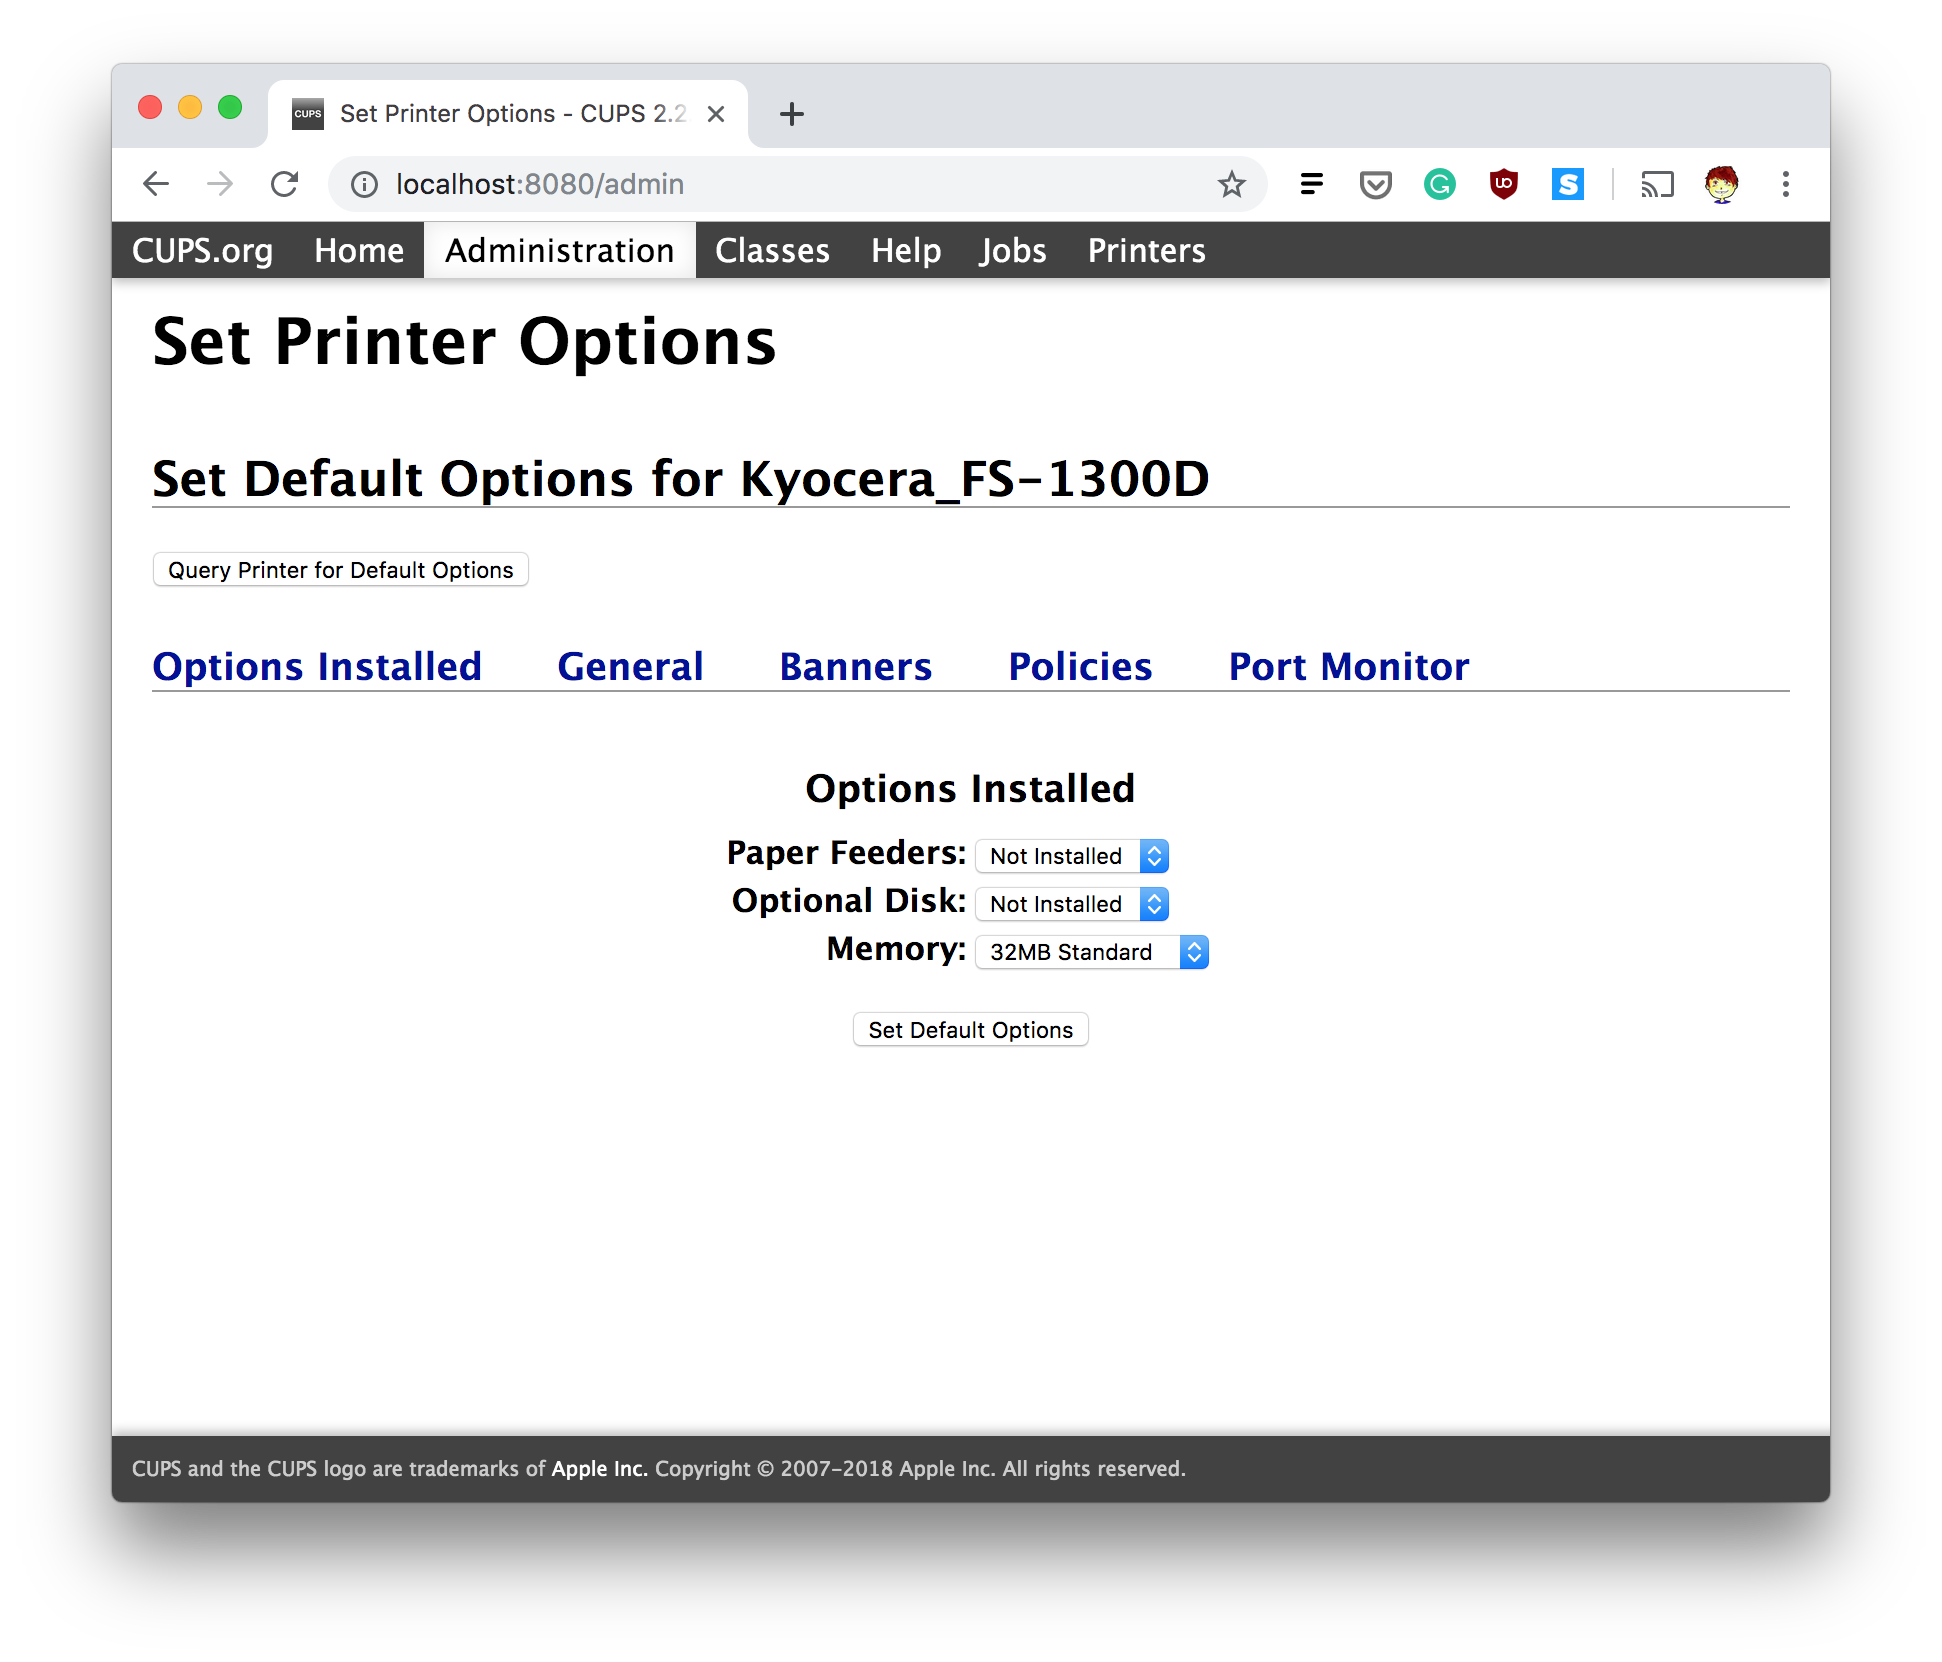 CUPS Set Printer Options - CUPS 2.2
localhost:8080/admin
CUPS.org Home Administration Classes Help Jobs Printers
Set Printer Options
Set Default Options for Kyocera_FS-1300D
Query Printer for Default Options
Options Installed General Banners Policies Port Monitor
Options Installed
Paper Feeders: Not Installed
Optional Disk: Not Installed
Memory: 32MB Standard
Set Default Options
CUPS and the CUPS logo are trademarks of Apple Inc. Copyright © 2007-2018 Apple Inc. All rights reserved.